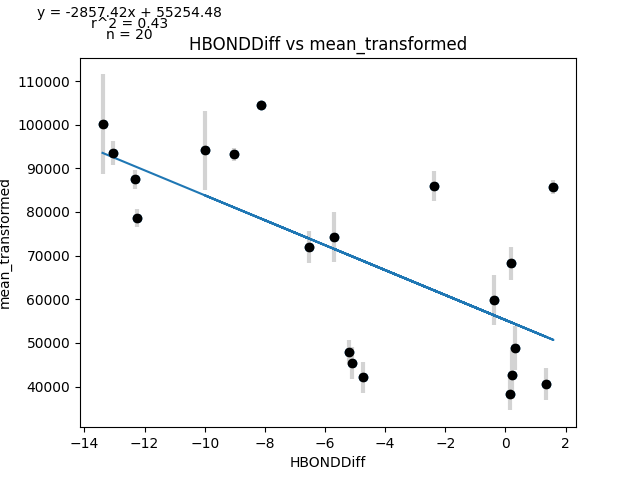 y = -2857.42x + 55254.48
r^2 = 0.43
n = 20
HBONDDiff vs mean_transformed
mean_transformed
110000
100000
90000
80000
70000
60000
50000
40000
−14
−12
−10
−8
−6
−4
−2
0
2
HBONDDiff